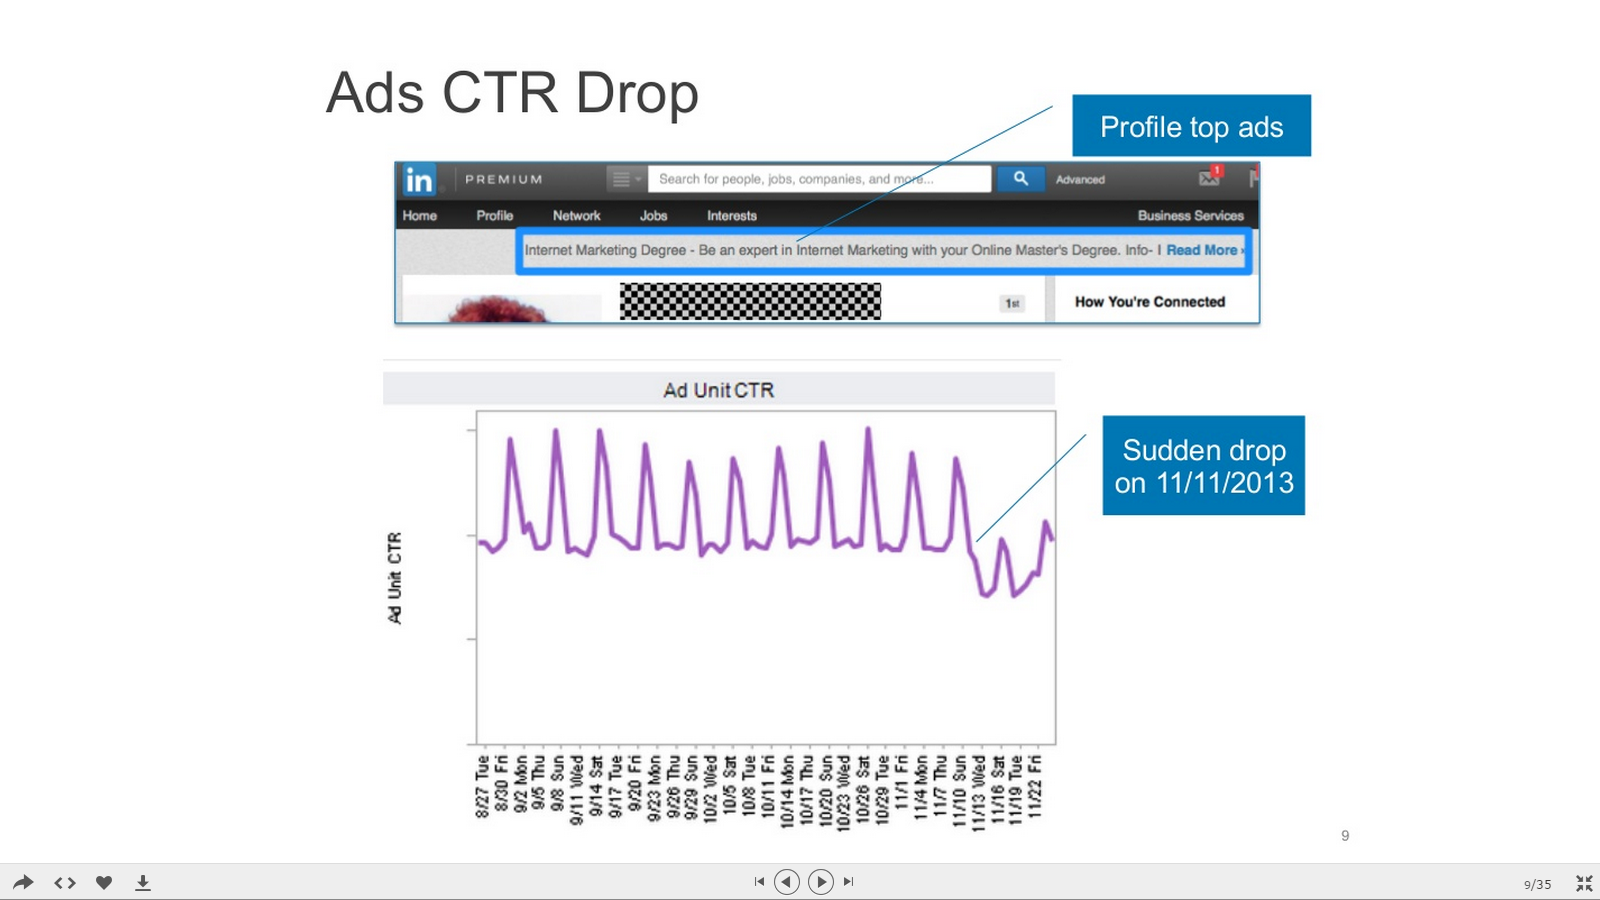 Ads CTR Drop
Profile top ads
in PREMIUM Search for people, jobs, companies, and more... Advanced 1
Home Profile Network Jobs Interests Business Services
Internet Marketing Degree - Be an expert in Internet Marketing with your Online Master's Degree. Info- I Read More ›
1st How You're Connected
Ad Unit CTR
Sudden drop
on 11/11/2013
Ad Unit CTR
8/27 Tue
8/30 Fri
9/2 Mon
9/5 Thu
9/8 Sun
9/11 Wed
9/14 Sat
9/17 Tue
9/20 Fri
9/23 Mon
9/26 Thu
9/29 Sun
10/2 Wed
10/5 Sat
10/8 Tue
10/11 Fri
10/14 Mon
10/17 Thu
10/20 Sun
10/23 Wed
10/26 Sat
10/29 Tue
11/1 Fri
11/4 Mon
11/7 Thu
11/10 Sun
11/13 Wed
11/16 Sat
11/19 Tue
11/22 Fri
9
9/35